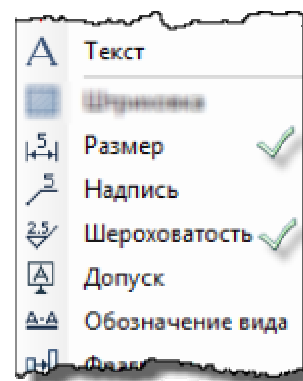 Текст
Размер
Надпись
Шероховатость
Допуск
Обозначение вида